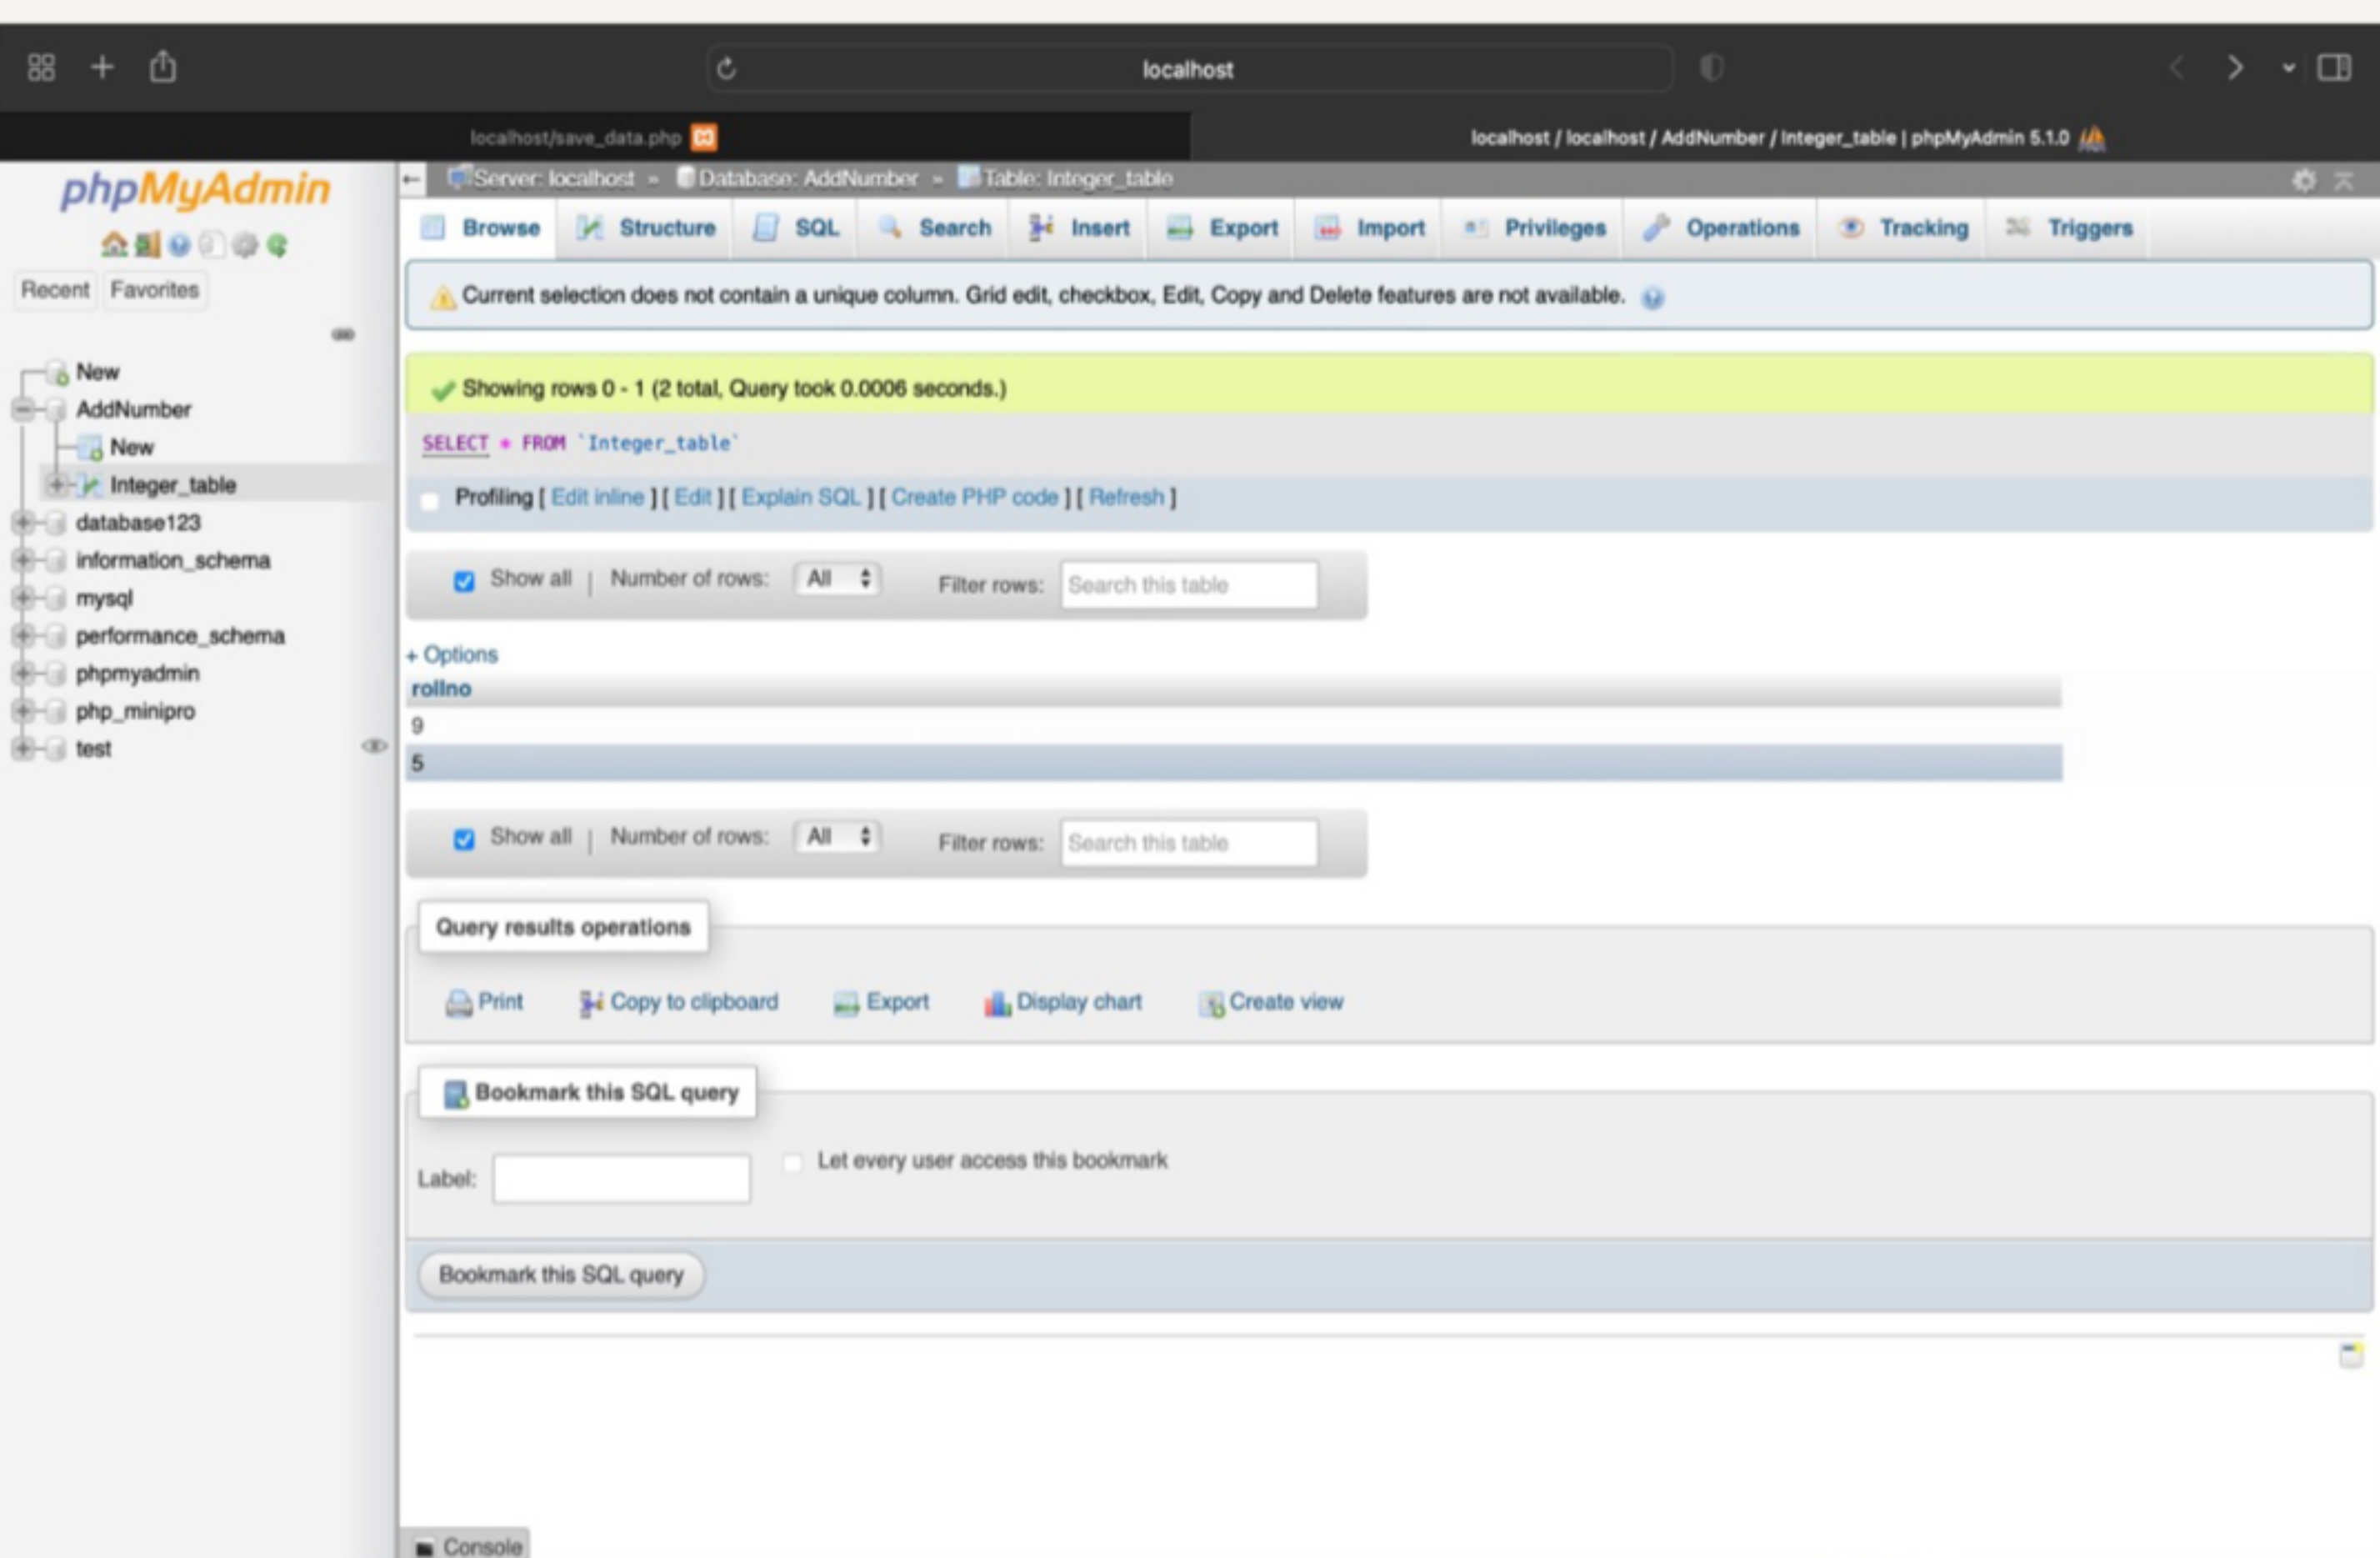 localhost
localhost/save_data.php
localhost / localhost / AddNumber / Integer_table | phpMyAdmin 5.1.0
phpMyAdmin
Recent Favorites
New
AddNumber
New
Integer_table
database123
information_schema
mysql
performance_schema
phpmyadmin
php_minipro
test
Server: localhost » Database: AddNumber » Table: Integer_table
Browse Structure SQL Search Insert Export Import Privileges Operations Tracking Triggers
Current selection does not contain a unique column. Grid edit, checkbox, Edit, Copy and Delete features are not available.
Showing rows 0 - 1 (2 total, Query took 0.0006 seconds.)
SELECT * FROM `Integer_table`
Profiling [ Edit inline ] [ Edit ] [ Explain SQL ] [ Create PHP code ] [ Refresh ]
Show all | Number of rows: All Filter rows: Search this table
+ Options
rollno
9
5
Show all | Number of rows: All Filter rows: Search this table
Query results operations
Print Copy to clipboard Export Display chart Create view
Bookmark this SQL query
Label: Let every user access this bookmark
Bookmark this SQL query
Console